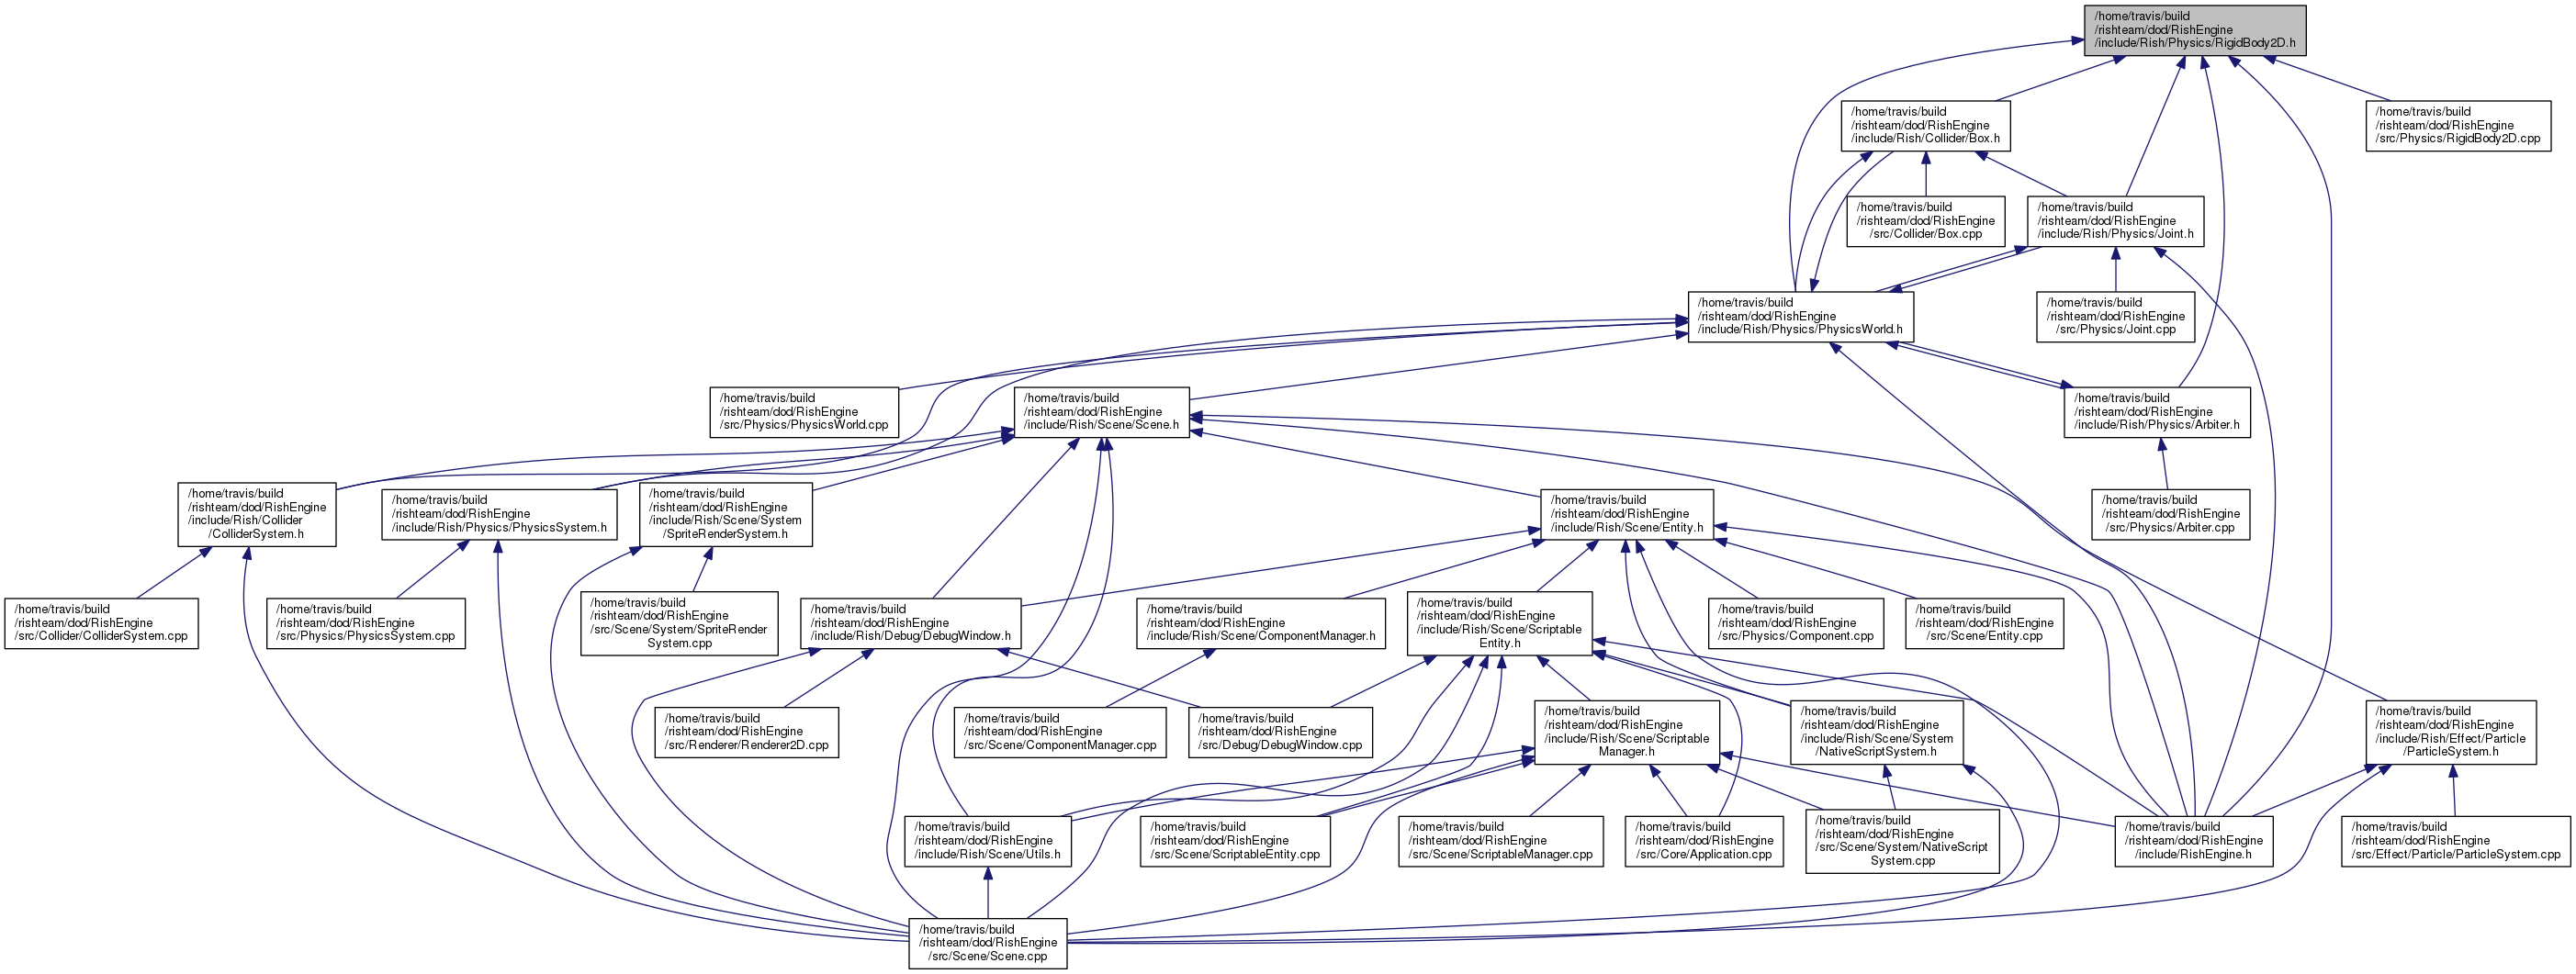 /home/travis/build
/rishteam/dod/RishEngine
/include/Rish/Physics/RigidBody2D.h
/home/travis/build
/rishteam/dod/RishEngine
/include/Rish/Collider/Box.h
/home/travis/build
/rishteam/dod/RishEngine
/src/Physics/RigidBody2D.cpp
/home/travis/build
/rishteam/dod/RishEngine
/src/Collider/Box.cpp
/home/travis/build
/rishteam/dod/RishEngine
/include/Rish/Physics/Joint.h
/home/travis/build
/rishteam/dod/RishEngine
/include/Rish/Physics/PhysicsWorld.h
/home/travis/build
/rishteam/dod/RishEngine
/src/Physics/Joint.cpp
/home/travis/build
/rishteam/dod/RishEngine
/src/Physics/PhysicsWorld.cpp
/home/travis/build
/rishteam/dod/RishEngine
/include/Rish/Scene/Scene.h
/home/travis/build
/rishteam/dod/RishEngine
/include/Rish/Physics/Arbiter.h
/home/travis/build
/rishteam/dod/RishEngine
/include/Rish/Collider
/ColliderSystem.h
/home/travis/build
/rishteam/dod/RishEngine
/include/Rish/Physics/PhysicsSystem.h
/home/travis/build
/rishteam/dod/RishEngine
/include/Rish/Scene/System
/SpriteRenderSystem.h
/home/travis/build
/rishteam/dod/RishEngine
/include/Rish/Scene/Entity.h
/home/travis/build
/rishteam/dod/RishEngine
/src/Physics/Arbiter.cpp
/home/travis/build
/rishteam/dod/RishEngine
/src/Collider/ColliderSystem.cpp
/home/travis/build
/rishteam/dod/RishEngine
/src/Physics/PhysicsSystem.cpp
/home/travis/build
/rishteam/dod/RishEngine
/src/Scene/System/SpriteRender
System.cpp
/home/travis/build
/rishteam/dod/RishEngine
/include/Rish/Debug/DebugWindow.h
/home/travis/build
/rishteam/dod/RishEngine
/include/Rish/Scene/ComponentManager.h
/home/travis/build
/rishteam/dod/RishEngine
/include/Rish/Scene/Scriptable
Entity.h
/home/travis/build
/rishteam/dod/RishEngine
/src/Physics/Component.cpp
/home/travis/build
/rishteam/dod/RishEngine
/src/Scene/Entity.cpp
/home/travis/build
/rishteam/dod/RishEngine
/src/Renderer/Renderer2D.cpp
/home/travis/build
/rishteam/dod/RishEngine
/src/Scene/ComponentManager.cpp
/home/travis/build
/rishteam/dod/RishEngine
/src/Debug/DebugWindow.cpp
/home/travis/build
/rishteam/dod/RishEngine
/include/Rish/Scene/Scriptable
Manager.h
/home/travis/build
/rishteam/dod/RishEngine
/include/Rish/Scene/System
/NativeScriptSystem.h
/home/travis/build
/rishteam/dod/RishEngine
/include/Rish/Effect/Particle
/ParticleSystem.h
/home/travis/build
/rishteam/dod/RishEngine
/include/Rish/Scene/Utils.h
/home/travis/build
/rishteam/dod/RishEngine
/src/Scene/ScriptableEntity.cpp
/home/travis/build
/rishteam/dod/RishEngine
/src/Scene/ScriptableManager.cpp
/home/travis/build
/rishteam/dod/RishEngine
/src/Core/Application.cpp
/home/travis/build
/rishteam/dod/RishEngine
/src/Scene/System/NativeScript
System.cpp
/home/travis/build
/rishteam/dod/RishEngine
/include/RishEngine.h
/home/travis/build
/rishteam/dod/RishEngine
/src/Effect/Particle/ParticleSystem.cpp
/home/travis/build
/rishteam/dod/RishEngine
/src/Scene/Scene.cpp